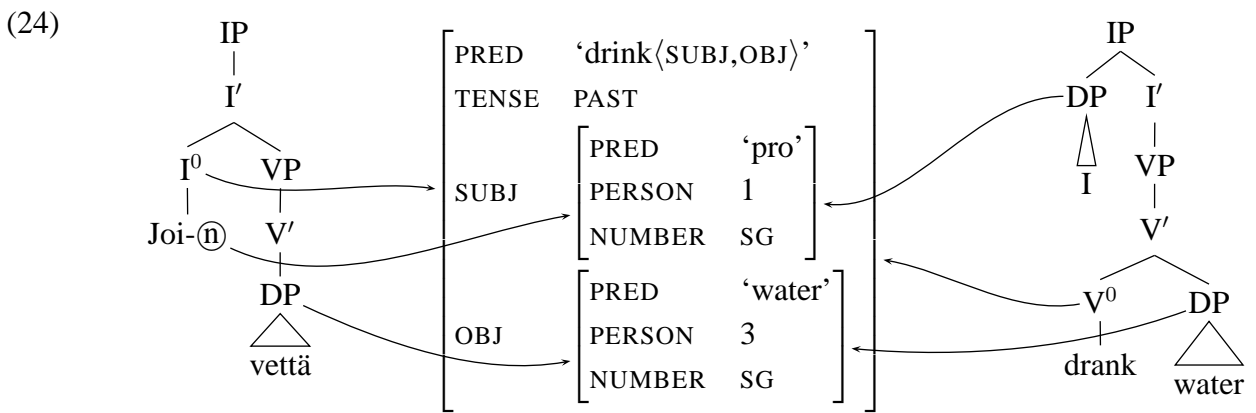 (24)
IP
I′
I⁰ VP
Joi-ⓝ V′
DP
vettä
PRED ‘drink⟨SUBJ,OBJ⟩’
TENSE PAST
SUBJ
PRED ‘pro’
PERSON 1
NUMBER SG
OBJ
PRED ‘water’
PERSON 3
NUMBER SG
IP
DP I′
I VP
V′
V⁰ DP
drank water